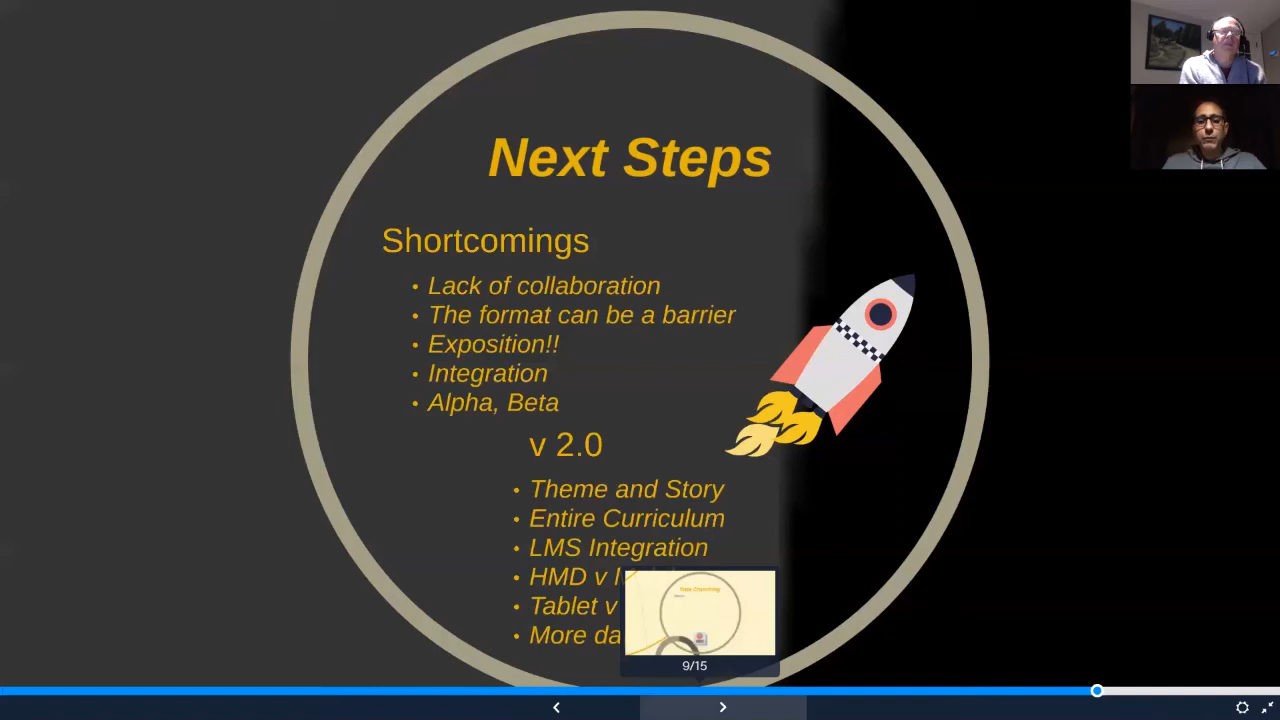 Next Steps
Shortcomings
• Lack of collaboration
• The format can be a barrier
• Exposition!!
• Integration
• Alpha, Beta
v 2.0
• Theme and Story
• Entire Curriculum
• LMS Integration
• HMD v
• Tablet v
• More
9/15